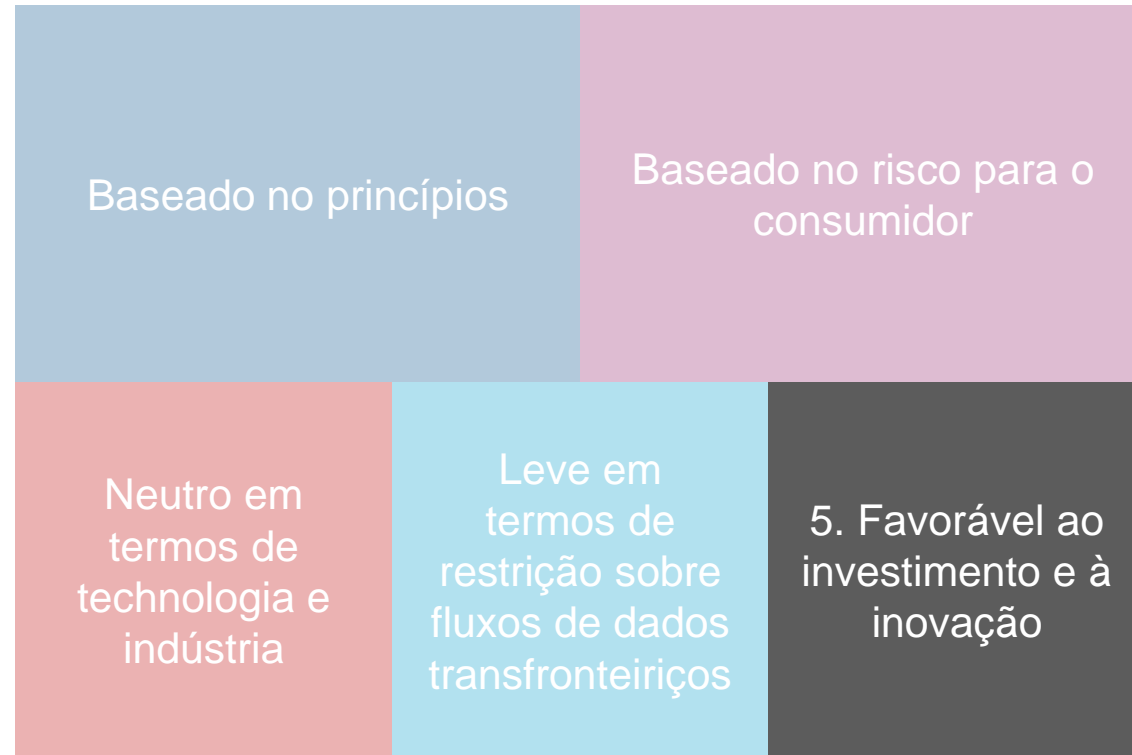 Baseado no princípios
Baseado no risco para o
consumidor
Neutro em
termos de
technologia e
indústria
Leve em
termos de
restrição sobre
fluxos de dados
transfronteiriços
5. Favorável ao
investimento e à
inovação